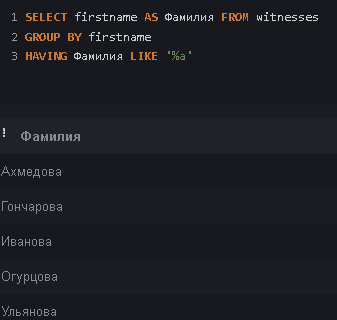 1 SELECT firstname AS Фамилия FROM witnesses
2 GROUP BY firstname
3 HAVING Фамилия LIKE "%а"
Фамилия
Ахмедова
Гончарова
Иванова
Огурцова
Ульянова